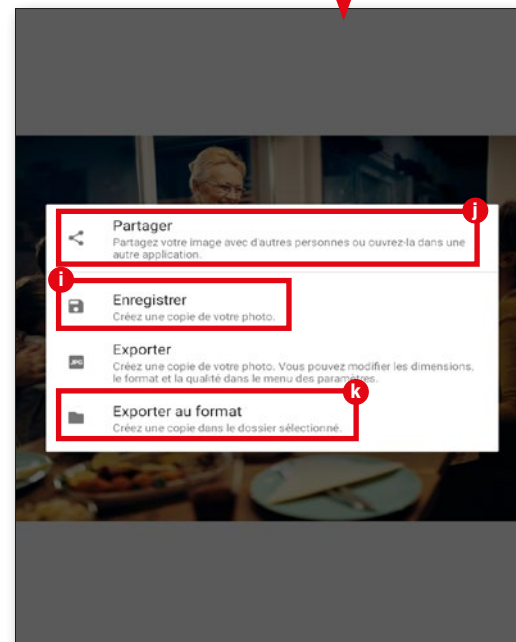 j
Partager
Partagez votre image avec d'autres personnes ou ouvrez-la dans une
autre application.
i
Enregistrer
Créez une copie de votre photo.
JPG
Exporter
Créez une copie de votre photo. Vous pouvez modifier les dimensions,
le format et la qualité dans le menu des paramètres.
k
Exporter au format
Créez une copie dans le dossier sélectionné.